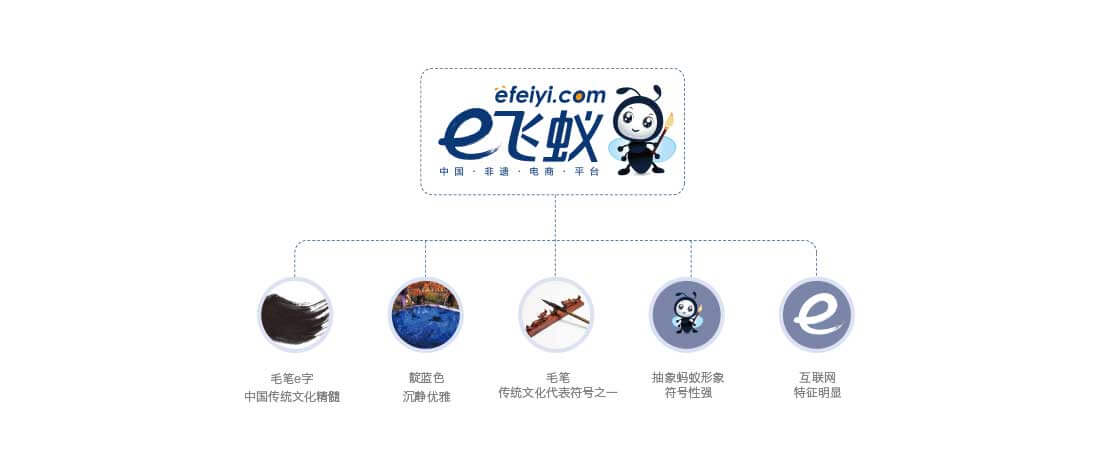 efeiyi.com
e飞蚁
中国·非遗·电商·平台
毛笔e字
中国传统文化精髓
靛蓝色
沉静优雅
毛笔
传统文化代表符号之一
抽象蚂蚁形象
符号性强
e
互联网
特征明显